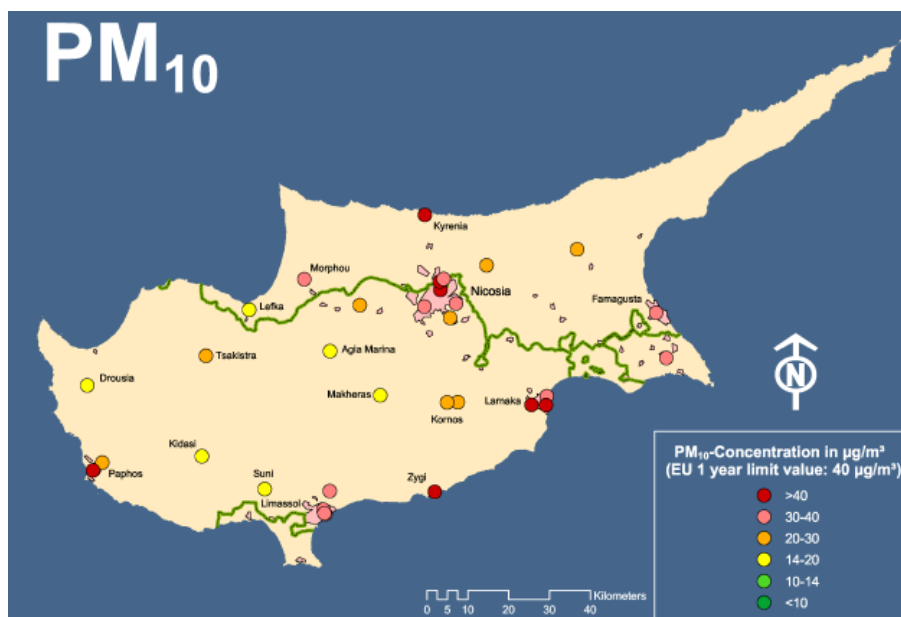 PM10
Kyrenia
Morphou
Nicosia
Lefka
Famagusta
Tsakistra
Agia Marina
Drousia
Makheras
Larnaka
Kornos
N
Kidasi
Paphos
Suni
Zygi
Limassol
PM10-Concentration in µg/m³
(EU 1 year limit value: 40 µg/m³)
>40
30-40
20-30
14-20
10-14
<10
Kilometers
0 5 10 20 30 40